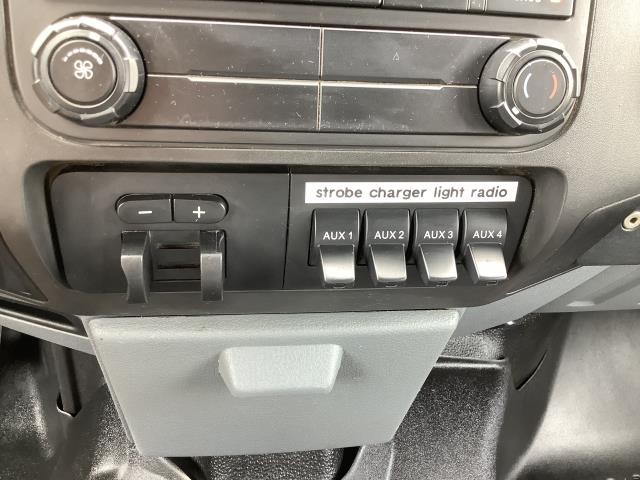 strobe charger light radio
- +
AUX 1 AUX 2 AUX 3 AUX 4